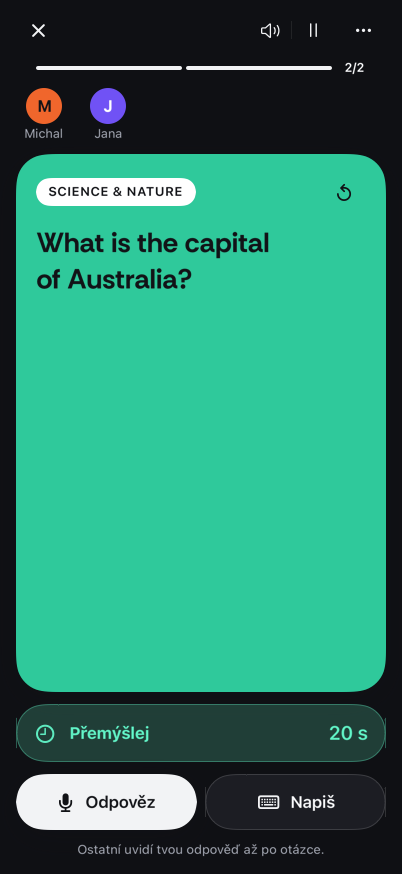 2/2
M
J
Michal
Jana
SCIENCE & NATURE
What is the capital
of Australia?
Přemýšlej
20 s
Odpověz
Napiš
Ostatní uvidí tvou odpověď až po otázce.